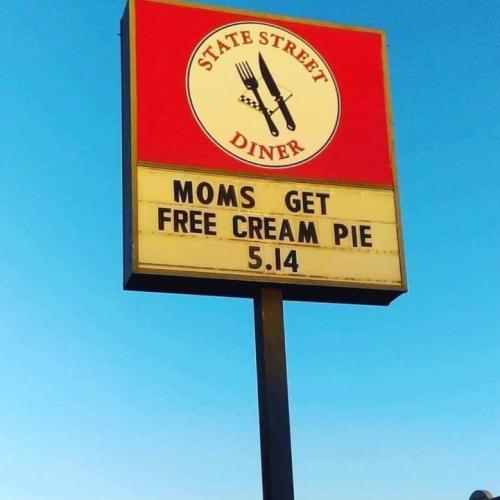 STATE STREET
DINER
MOMS GET
FREE CREAM PIE
5.14